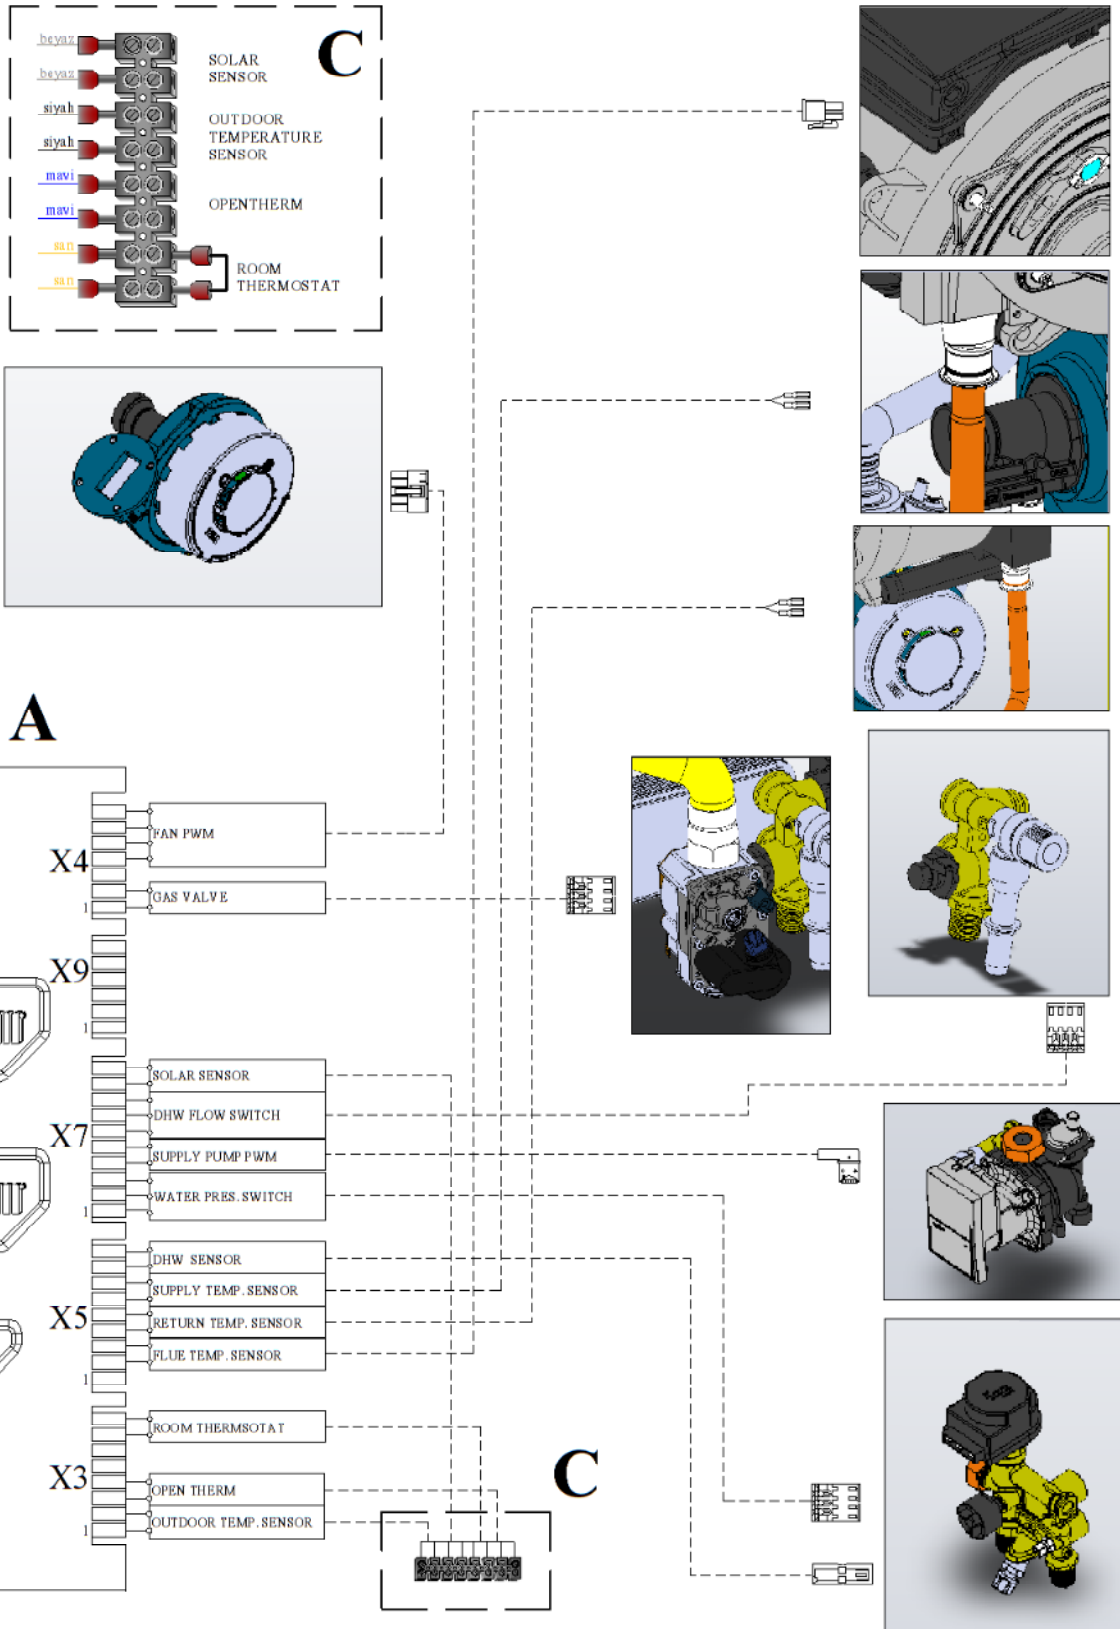 C
beyaz
beyaz
SOLAR
SENSOR
siyah
siyah
OUTDOOR
TEMPERATURE
SENSOR
mavi
mavi
OPENTHERM
sarı
sarı
ROOM
THERMOSTAT
A
X4
FAN PWM
GAS VALVE
1
X9
1
X7
SOLAR SENSOR
DHW FLOW SWITCH
SUPPLY PUMP PWM
WATER PRES. SWITCH
1
X5
DHW SENSOR
SUPPLY TEMP. SENSOR
RETURN TEMP. SENSOR
FLUE TEMP. SENSOR
1
X3
ROOM THERMSOTAT
OPEN THERM
OUTDOOR TEMP. SENSOR
1
C